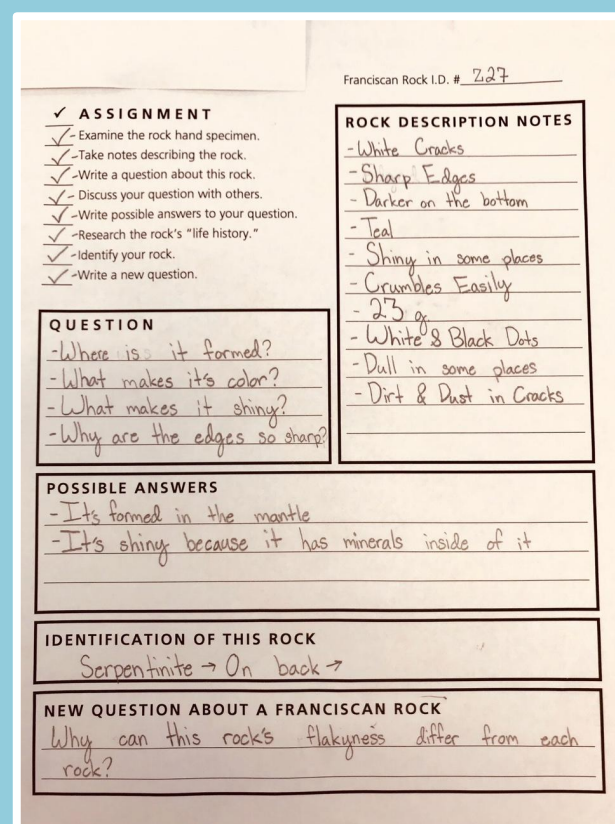 Franciscan Rock I.D. # Z27
✓ ASSIGNMENT
✓-Examine the rock hand specimen.
✓-Take notes describing the rock.
✓-Write a question about this rock.
✓-Discuss your question with others.
✓-Write possible answers to your question.
✓-Research the rock's "life history."
✓-Identify your rock.
✓-Write a new question.
ROCK DESCRIPTION NOTES
-White Cracks
-Sharp Edges
-Darker on the bottom
-Teal
-Shiny in some places
-Crumbles Easily
-23 g
-White & Black Dots
-Dull in some places
-Dirt & Dust in Cracks
QUESTION
-Where is it formed?
-What makes it's color?
-What makes it shiny?
-Why are the edges so sharp?
POSSIBLE ANSWERS
-It's formed in the mantle
-It's shiny because it has minerals inside of it
IDENTIFICATION OF THIS ROCK
Serpentinite → On back →
NEW QUESTION ABOUT A FRANCISCAN ROCK
Why can this rock's flakyness differ from each
rock?